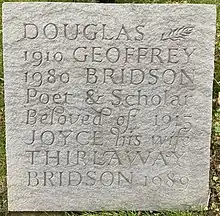 DOUGLAS
1910 GEOFFREY
1980 BRIDSON
Poet & Scholar
Beloved of 1915
JOYCE his wife
THIRLAWAY
BRIDSON 1989